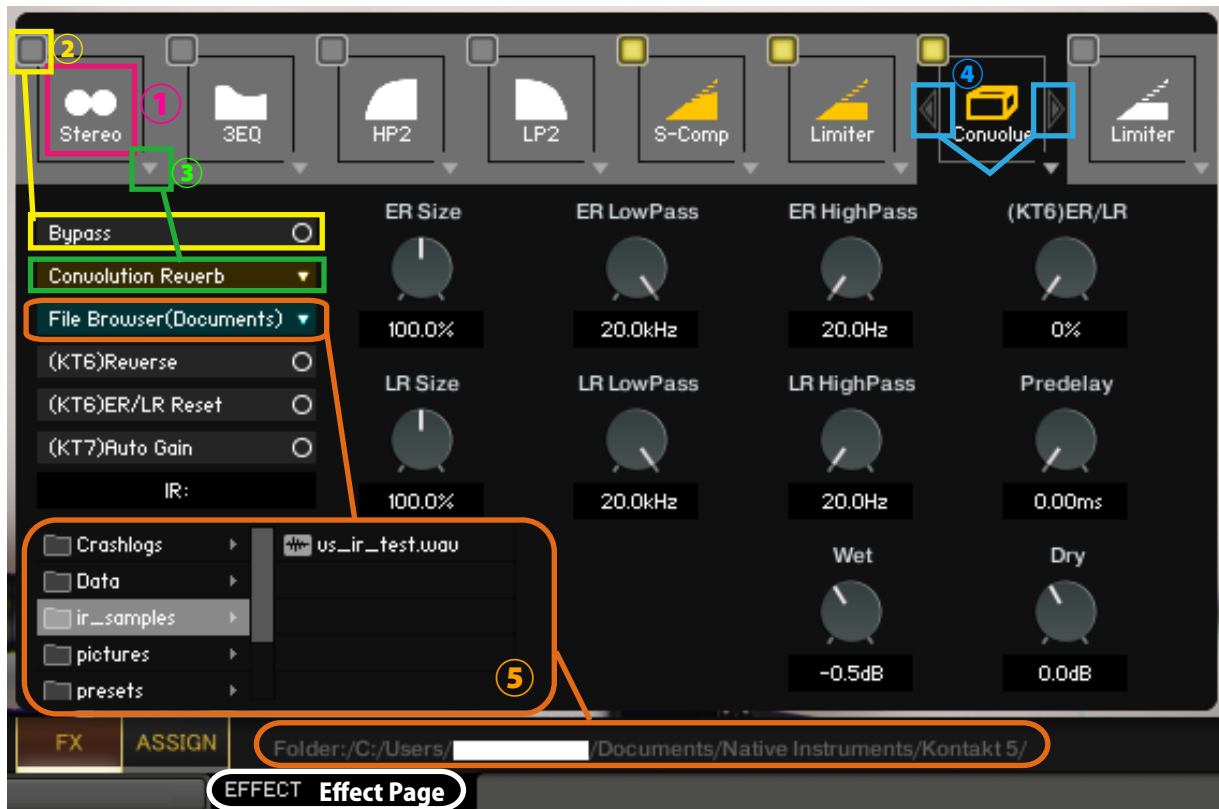 ②
①
③
④
Stereo
3EQ
HP2
LP2
S-Comp
Limiter
Convolue
Limiter
Bypass
Convolution Reverb
File Browser(Documents)
(KT6)Reverse
(KT6)ER/LR Reset
(KT7)Auto Gain
IR:
ER Size
ER LowPass
ER HighPass
(KT6)ER/LR
100.0%
20.0kHz
20.0Hz
0%
LR Size
LR LowPass
LR HighPass
Predelay
100.0%
20.0kHz
20.0Hz
0.00ms
Wet
Dry
-0.5dB
0.0dB
Crashlogs
us_ir_test.wav
Data
ir_samples
pictures
presets
⑤
FX
ASSIGN
Folder:/C:/Users/
/Documents/Native Instruments/Kontakt 5/
EFFECT Effect Page